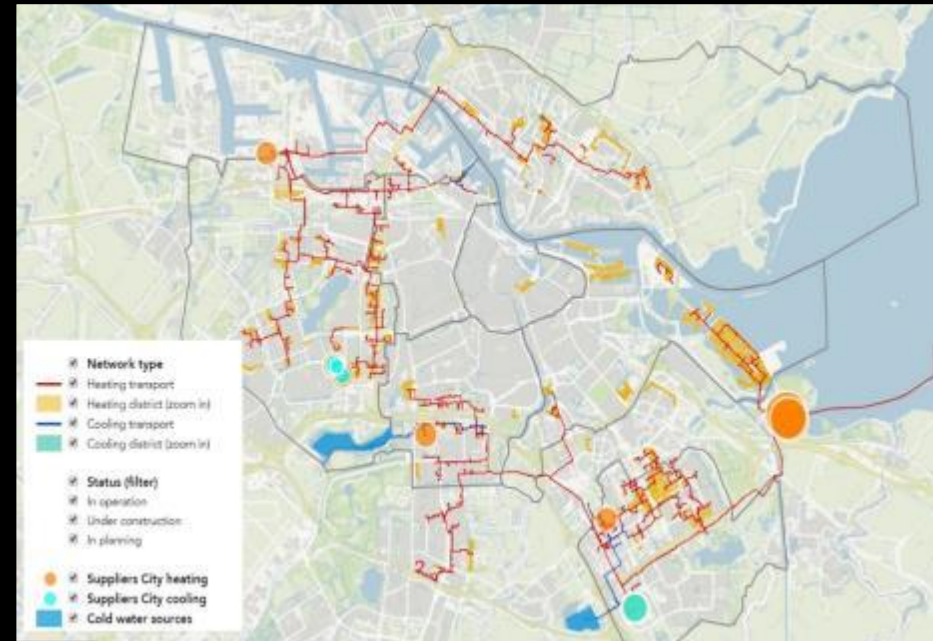 Network type
Heating transport
Heating district (zoom in)
Cooling transport
Cooling district (zoom in)
Status (filter)
In operation
Under construction
In planning
Suppliers City heating
Suppliers City cooling
Cold water sources